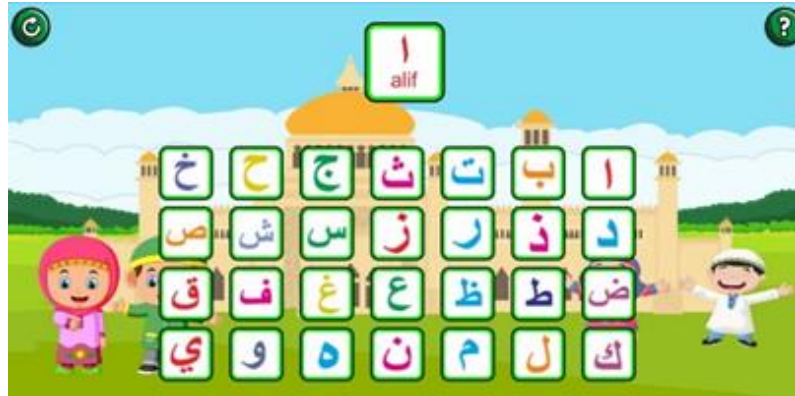 ?
ا
alif
ا ب ت ث ج ح خ
د ذ ر ز س ش ص
ض ط ظ ع غ ف ق
ك ل م ن ه و ي